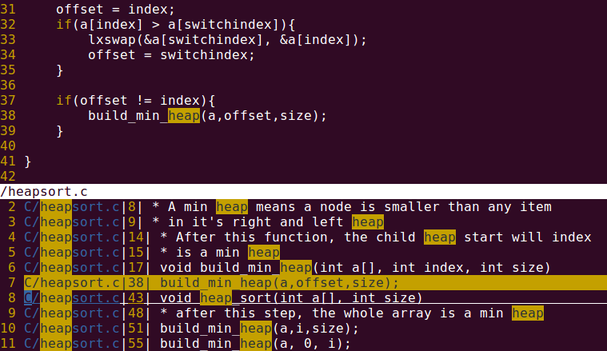 31     offset = index;
32     if(a[index] > a[switchindex]){
33         lxswap(&a[switchindex], &a[index]);
34         offset = switchindex;
35     }
36
37     if(offset != index){
38         build_min_heap(a,offset,size);
39     }
40
41 }
42
/heapsort.c
2 C/heapsort.c|8| * A min heap means a node is smaller than any item
3 C/heapsort.c|9| * in it's right and left heap
4 C/heapsort.c|14| * After this function, the child heap start will index
5 C/heapsort.c|15| * is a min heap
6 C/heapsort.c|17| void build_min_heap(int a[], int index, int size)
7 C/heapsort.c|38| build_min_heap(a,offset,size);
8 C/heapsort.c|43| void heap_sort(int a[], int size)
9 C/heapsort.c|48| * after this step, the whole array is a min heap
10 C/heapsort.c|51| build_min_heap(a,i,size);
11 C/heapsort.c|55| build_min_heap(a, 0, i);